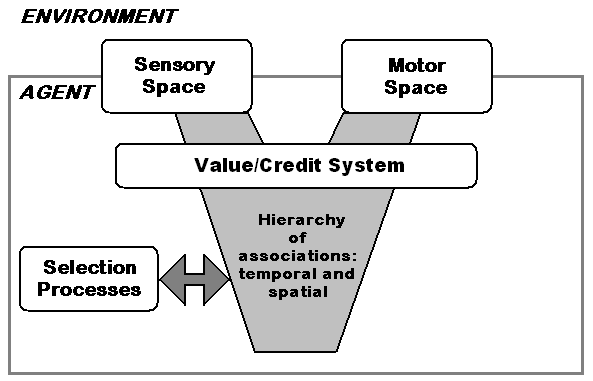 ENVIRONMENT
Sensory
Space
Motor
Space
AGENT
Value/Credit System
Hierarchy
of
associations:
temporal and
spatial
Selection
Processes